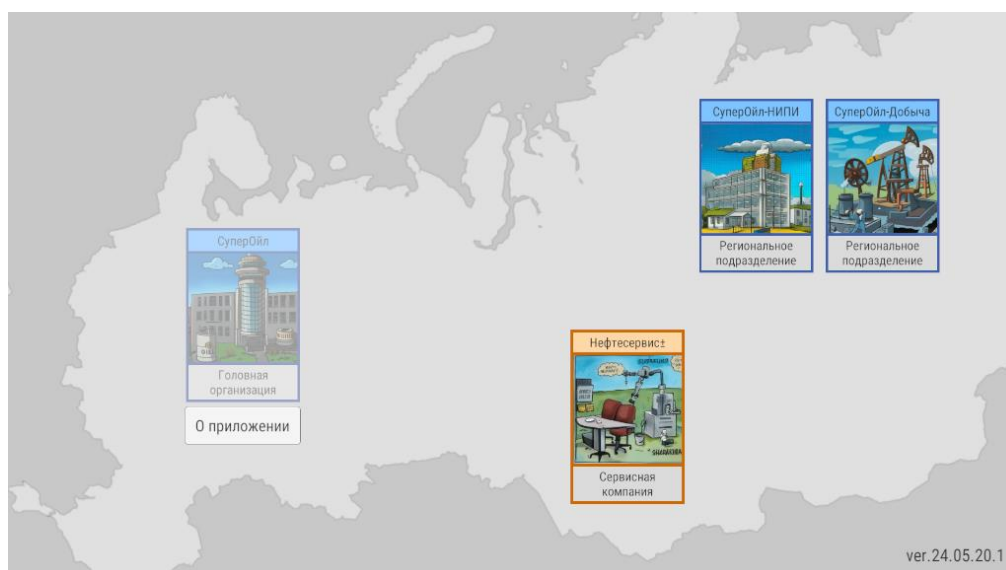 СуперОйл-НИПИ
СуперОйл-Добыча
Региональное
подразделение
Региональное
подразделение
СуперОйл
Головная
организация
О приложении
Нефтесервис±
Сервисная
компания
ver.24.05.20.1